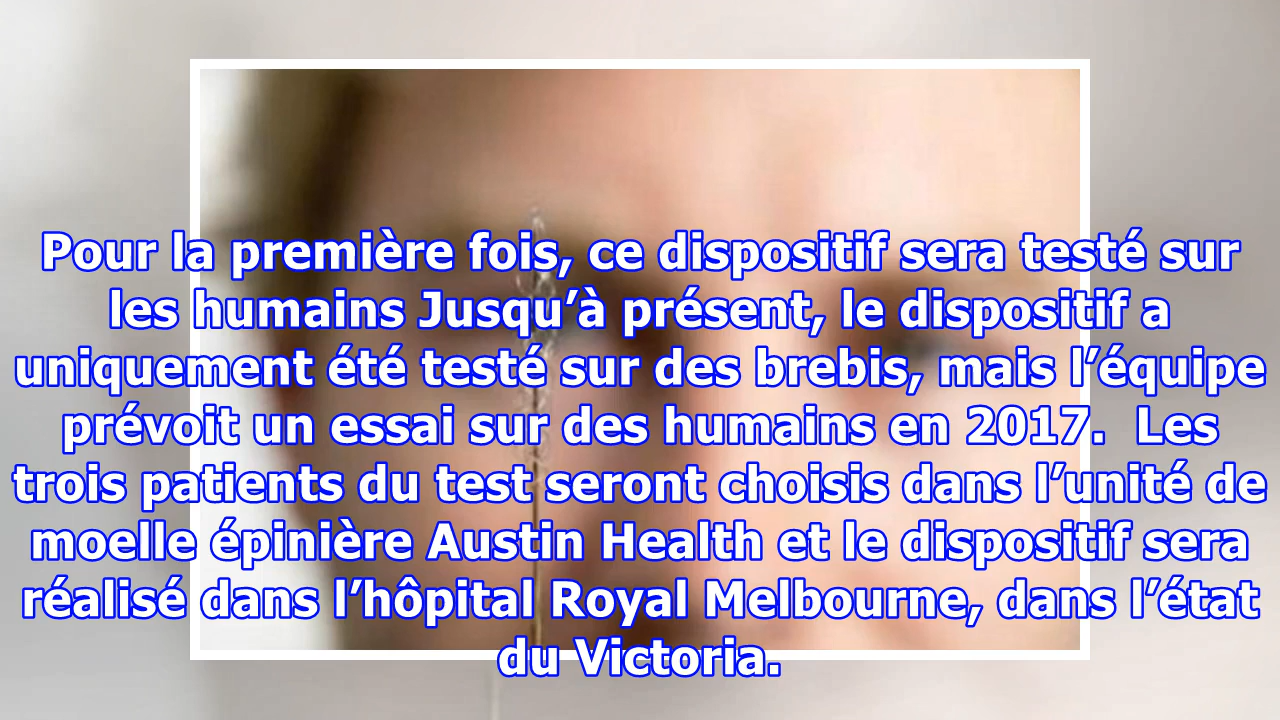 Pour la première fois, ce dispositif sera testé sur
les humains Jusqu’à présent, le dispositif a
uniquement été testé sur des brebis, mais l’équipe
prévoit un essai sur des humains en 2017.  Les
trois patients du test seront choisis dans l’unité de
moelle épinière Austin Health et le dispositif sera
réalisé dans l’hôpital Royal Melbourne, dans l’état
du Victoria.